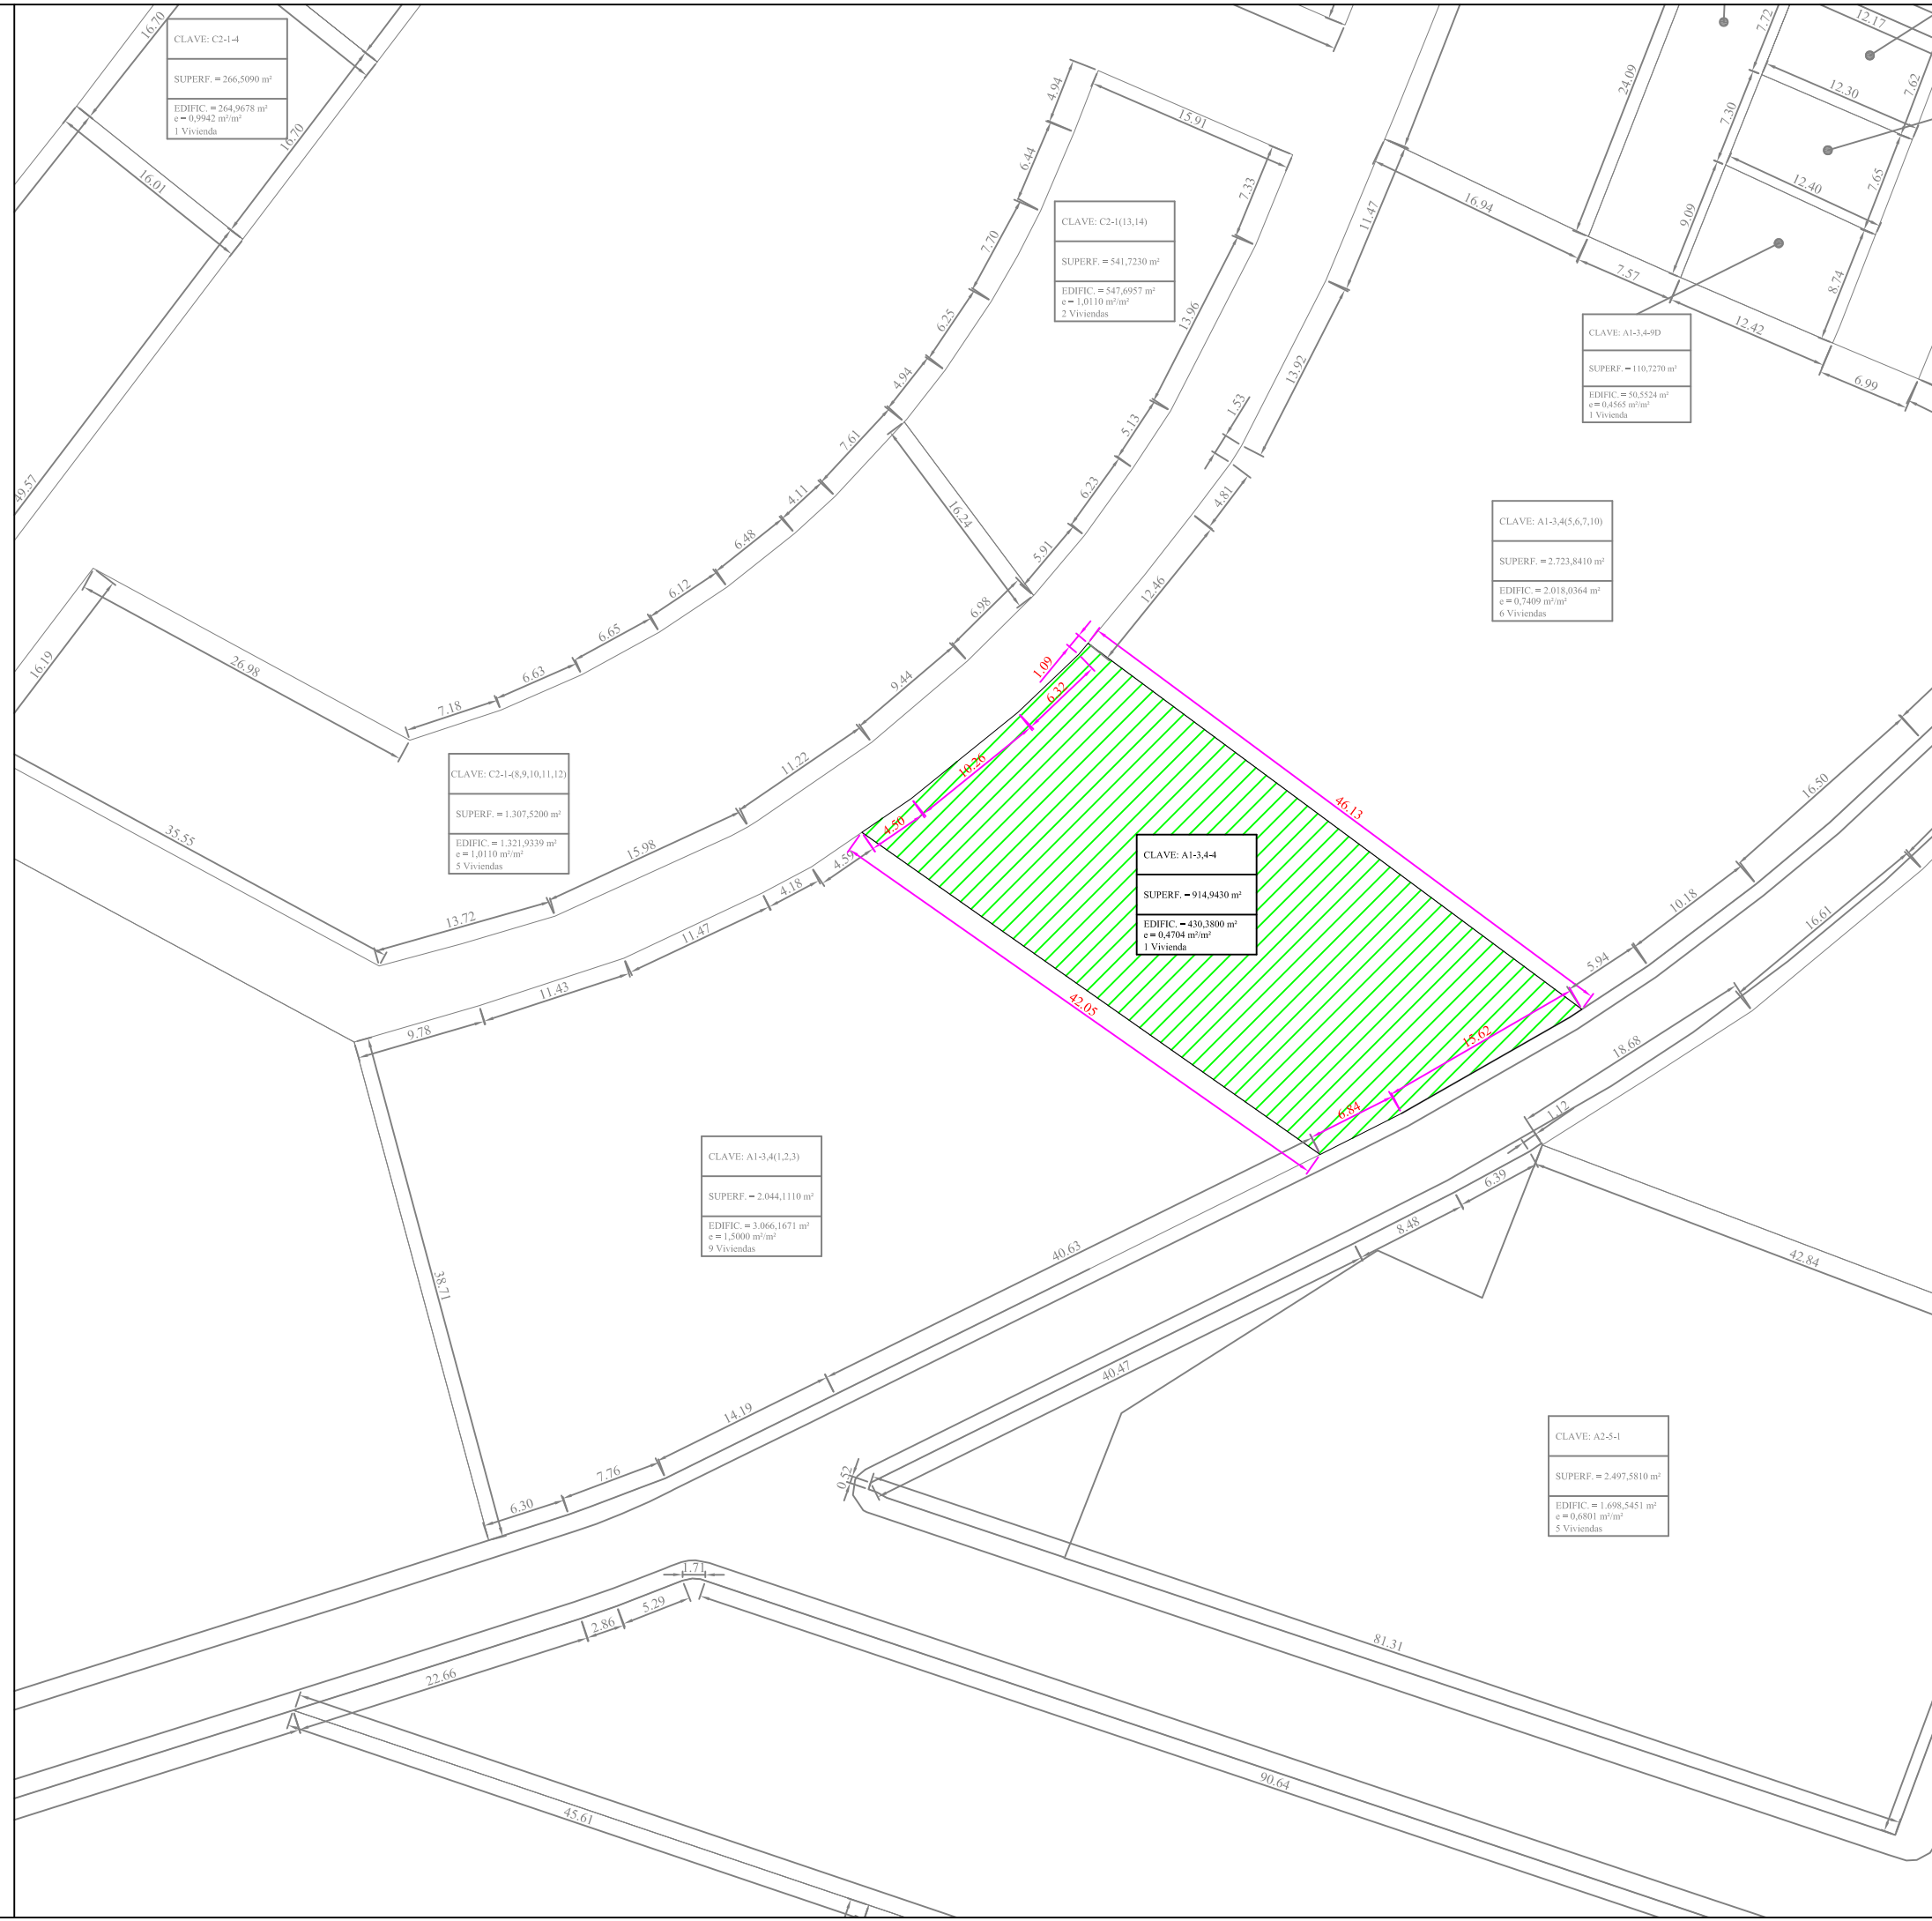 16.70
CLAVE: C2-1-4
SUPERF. = 266,5090 m²
EDIFIC. = 264,9678 m²
e = 0,9942 m²/m²
1 Vivienda
16.70
16.01
49.57
4.94
15.91
6.44
7.33
7.70
CLAVE: C2-1(13,14)
SUPERF. = 541,7230 m²
EDIFIC. = 547,6957 m²
e = 1,0110 m²/m²
2 Viviendas
6.25
13.96
4.94
7.61
5.13
4.11
16.24
6.23
6.48
5.91
6.12
6.98
6.65
6.63
9.44
7.18
26.98
16.19
11.22
35.55
15.98
13.72
CLAVE: C2-1-(8,9,10,11,12)
SUPERF. = 1.307,5200 m²
EDIFIC. = 1.321,9339 m²
e = 1,0110 m²/m²
5 Viviendas
24.09
7.72
12.17
7.62
12.30
7.30
12.40
7.65
9.09
8.74
16.94
11.47
7.57
12.42
6.99
CLAVE: A1-3,4-9D
SUPERF. = 110,7270 m²
EDIFIC. = 50,5524 m²
e = 0,4565 m²/m²
1 Vivienda
13.92
1.53
4.81
12.46
CLAVE: A1-3,4(5,6,7,10)
SUPERF. = 2.723,8410 m²
EDIFIC. = 2.018,0364 m²
e = 0,7409 m²/m²
6 Viviendas
1.09
6.32
10.26
4.50
46.13
42.05
15.62
6.84
CLAVE: A1-3,4-4
SUPERF. = 914,9430 m²
EDIFIC. = 430,3800 m²
e = 0,4704 m²/m²
1 Vivienda
16.50
10.18
5.94
16.61
18.68
1.12
6.39
8.48
42.84
4.59
4.18
11.47
11.43
9.78
38.71
CLAVE: A1-3,4(1,2,3)
SUPERF. = 2.044,1110 m²
EDIFIC. = 3.066,1671 m²
e = 1,5000 m²/m²
9 Viviendas
40.63
14.19
7.76
6.30
40.47
0.52
CLAVE: A2-5-1
SUPERF. = 2.497,5810 m²
EDIFIC. = 1.698,5451 m²
e = 0,6801 m²/m²
5 Viviendas
1.71
5.29
2.86
22.66
81.31
90.64
45.61